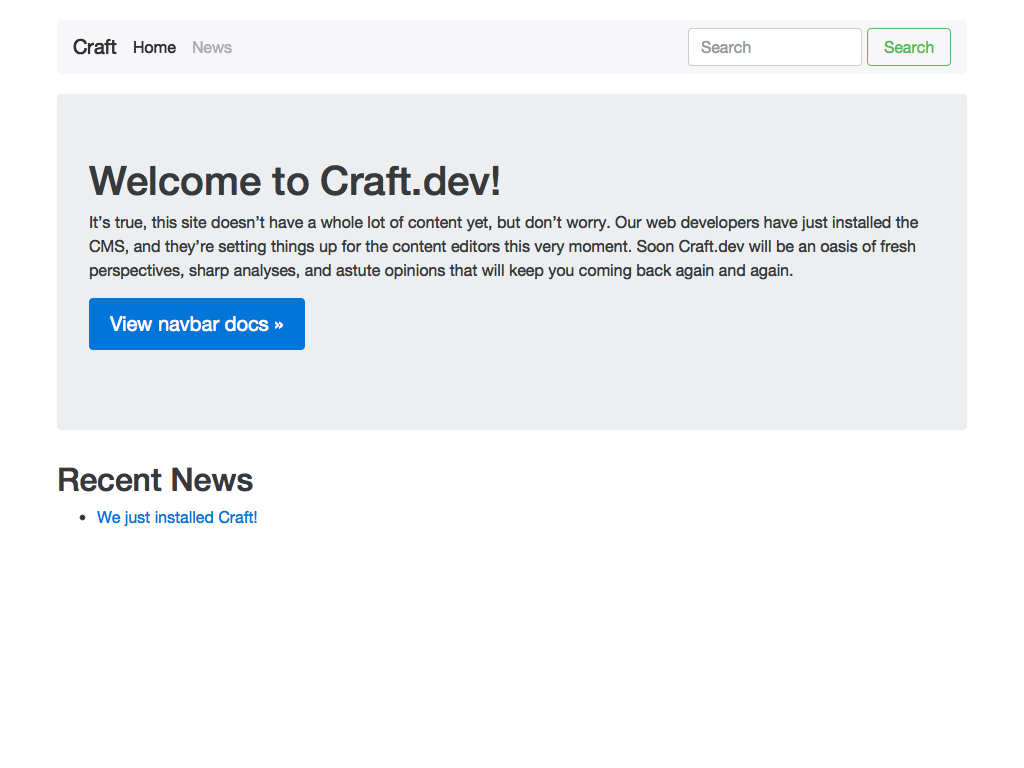 Craft Home News Search Search
Welcome to Craft.dev!
It’s true, this site doesn’t have a whole lot of content yet, but don’t worry. Our web developers have just installed the
CMS, and they’re setting things up for the content editors this very moment. Soon Craft.dev will be an oasis of fresh
perspectives, sharp analyses, and astute opinions that will keep you coming back again and again.
View navbar docs »
Recent News
• We just installed Craft!